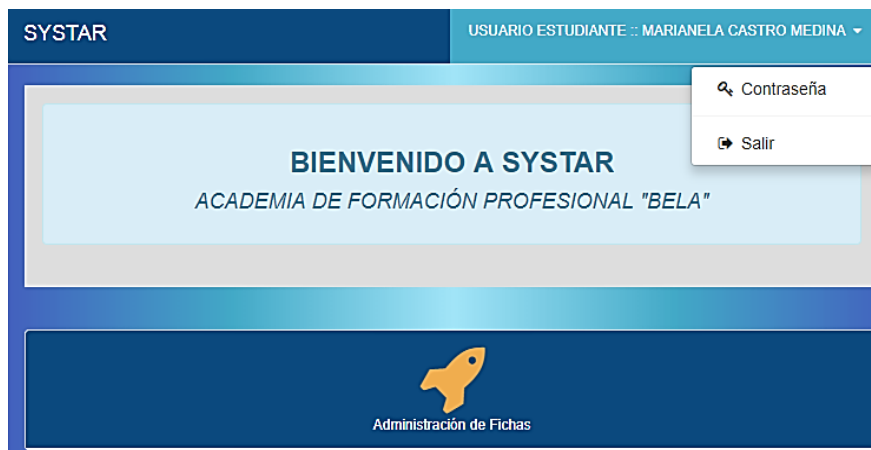 SYSTAR
USUARIO ESTUDIANTE :: MARIANELA CASTRO MEDINA
Contraseña
Salir
BIENVENIDO A SYSTAR
ACADEMIA DE FORMACIÓN PROFESIONAL "BELA"
Administración de Fichas